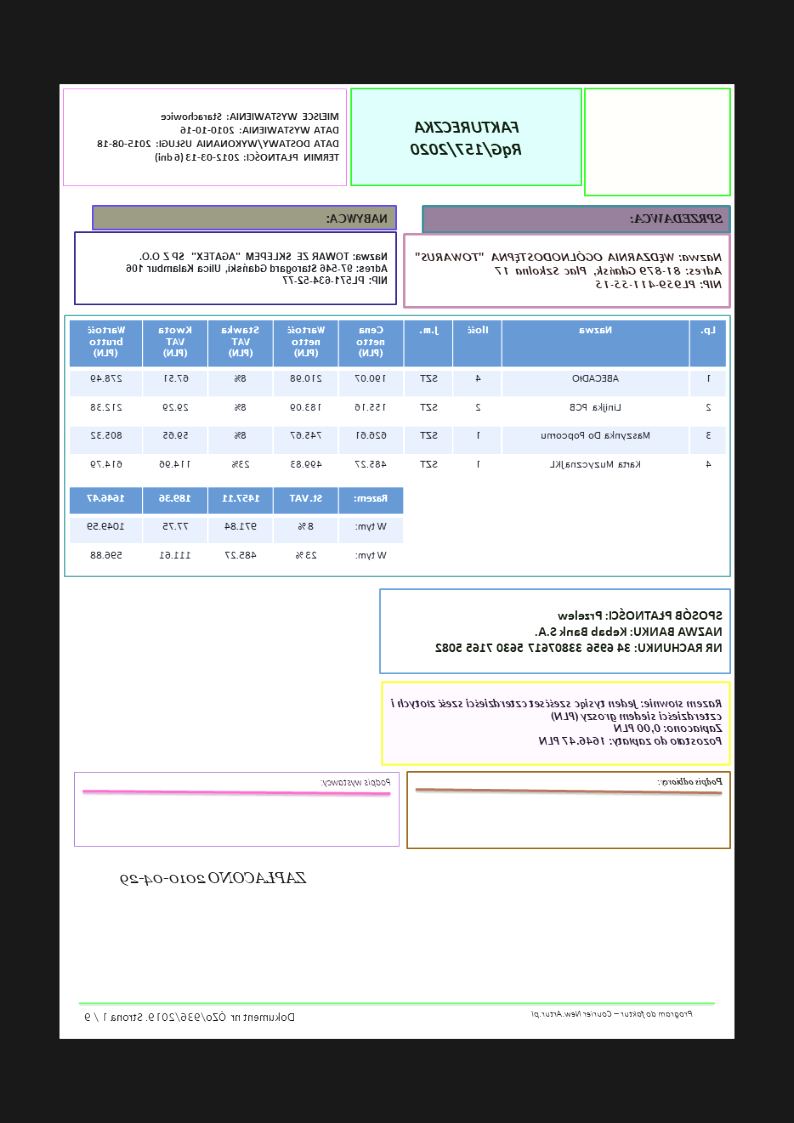 FAKTURECZKA
RqG/157/2020
MIEJSCE WYSTAWIENIA: Starachowice
DATA WYSTAWIENIA: 2010-10-16
DATA DOSTAWY/WYKONANIA USŁUGI: 2015-08-18
TERMIN PŁATNOŚCI: 2012-03-13 (6 dni)
SPRZEDAWCA:
Nazwa: WĘDZARNIA OGÓLNODOSTĘPNA "TOWARUS"
Adres: 81-879 Gdańsk, Plac Szkolna 17
NIP: PL959-411-55-15
NABYWCA:
Nazwa: TOWAR ZE SKLEPEM "AGATEX" SP Z O.O.
Adres: 97-546 Starogard Gdański, Ulica Kalambur 106
NIP: PL571-634-52-77
Lp. Nazwa Ilość J.m. Cena netto (PLN) Wartość netto (PLN) Stawka VAT (PLN) Kwota VAT (PLN) Wartość brutto (PLN)
1 ABECADŁO 4 SZT 190.07 210.98 8% 67.51 278.49
2 Linijka PCB 2 SZT 155.16 183.09 8% 29.29 212.38
3 Maszynka Do Popcornu 1 SZT 626.61 745.67 8% 59.65 805.32
4 Karta MuzycznaJKL 1 SZT 485.27 499.83 23% 114.96 614.79
Razem: St. VAT 1457.11 189.36 1646.47
W tym: 8 % 971.84 77.75 1049.59
W tym: 23 % 485.27 111.61 596.88
SPOSÓB PŁATNOŚCI: Przelew
NAZWA BANKU: Kebab Bank S.A.
NR RACHUNKU: 34 6956 33807617 5630 7165 5082
Razem słownie: Jeden tysiąc sześćset czterdzieści sześć złotych i
czterdzieści siedem groszy (PLN)
Zapłacono: 0,00 PLN
Pozostało do zapłaty: 1646.47 PLN
Podpis odbiorcy:
Podpis wystawcy:
ZAPŁACONO 2010-04-29
Program do faktur – Courier New.Artur.pl
Dokument nr ÓZO/936/2019. Strona 1 / 9